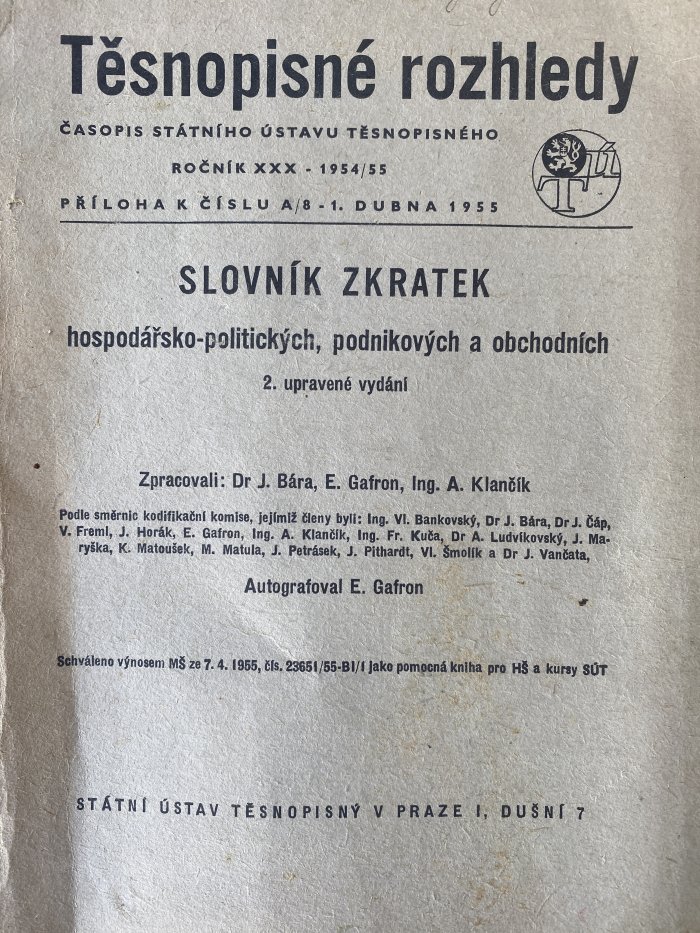 Těsnopisné rozhledy
ČASOPIS STÁTNÍHO ÚSTAVU TĚSNOPISNÉHO
ROČNÍK XXX - 1954/55
PŘÍLOHA K ČÍSLU A/8 - 1. DUBNA 1955
TÚ
SLOVNÍK ZKRATEK
hospodářsko-politických, podnikových a obchodních
2. upravené vydání
Zpracovali: Dr J. Bára, E. Gafron, Ing. A. Klančík
Podle směrnic kodifikační komise, jejímiž členy byli: Ing. Vl. Bankovský, Dr J. Bára, Dr J. Čáp,
V. Freml, J. Horák, E. Gafron, Ing. A. Klančík, Ing. Fr. Kuča, Dr A. Ludvíkovský, J. Ma-
ryška, K. Matoušek, M. Matula, J. Petrásek, J. Pithardt, Vl. Šmolík a Dr J. Vančata,
Autografoval E. Gafron
Schváleno výnosem MŠ ze 7. 4. 1955, čís. 23651/55-BI/1 jako pomocná kniha pro HŠ a kursy SÚT
STÁTNÍ ÚSTAV TĚSNOPISNÝ V PRAZE I, DUŠNÍ 7